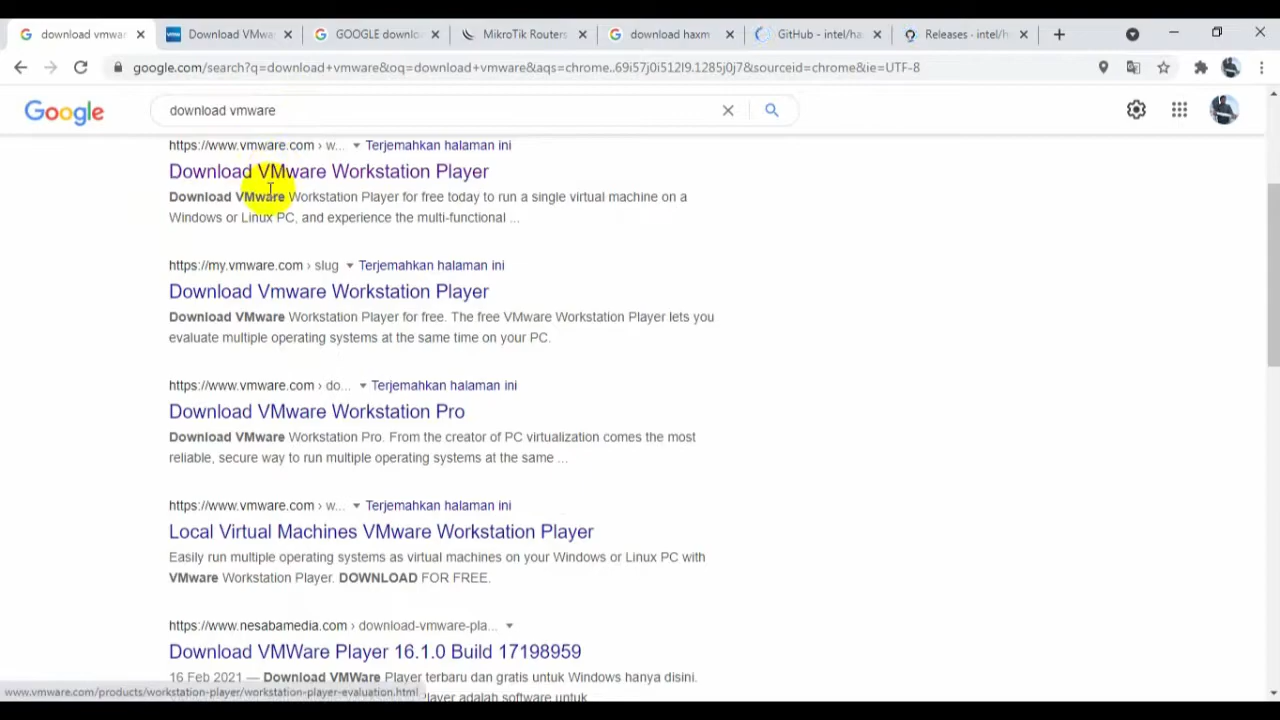 download vmwar
Download VMwa
GOOGLE downlo
MikroTik Routers
download haxm
GitHub - intel/ha
Releases - intel/h
google.com/search?q=download+vmware&oq=download+vmware&aqs=chrome..69i57j0i512l9.1285j0j7&sourceid=chrome&ie=UTF-8
Google
download vmware
https://www.vmware.com › w... Terjemahkan halaman ini
Download VMware Workstation Player
Download VMware Workstation Player for free today to run a single virtual machine on a
Windows or Linux PC, and experience the multi-functional ...
https://my.vmware.com › slug Terjemahkan halaman ini
Download Vmware Workstation Player
Download VMware Workstation Player for free. The free VMware Workstation Player lets you
evaluate multiple operating systems at the same time on your PC.
https://www.vmware.com › do... Terjemahkan halaman ini
Download VMware Workstation Pro
Download VMware Workstation Pro. From the creator of PC virtualization comes the most
reliable, secure way to run multiple operating systems at the same ...
https://www.vmware.com › w... Terjemahkan halaman ini
Local Virtual Machines VMware Workstation Player
Easily run multiple operating systems as virtual machines on your Windows or Linux PC with
VMware Workstation Player. DOWNLOAD FOR FREE.
https://www.nesabamedia.com › download-vmware-pla...
Download VMWare Player 16.1.0 Build 17198959
16 Feb 2021 — Download VMWare Player terbaru dan gratis untuk Windows hanya disini.
www.vmware.com/products/workstation-player/workstation-player-evaluation.html
Player adalah software untuk